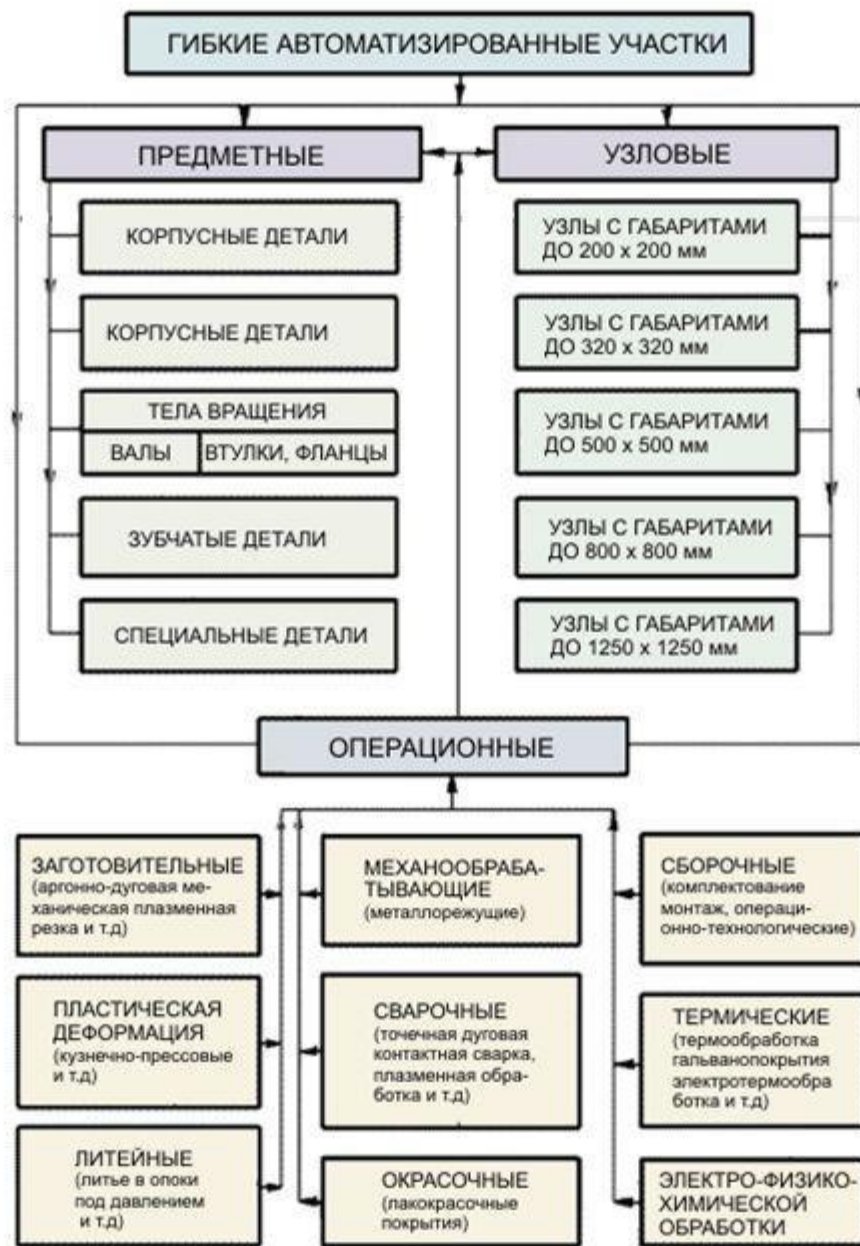 ГИБКИЕ АВТОМАТИЗИРОВАННЫЕ УЧАСТКИ
ПРЕДМЕТНЫЕ
КОРПУСНЫЕ ДЕТАЛИ
КОРПУСНЫЕ ДЕТАЛИ
ТЕЛА ВРАЩЕНИЯ
ВАЛЫ
ВТУЛКИ, ФЛАНЦЫ
ЗУБЧАТЫЕ ДЕТАЛИ
СПЕЦИАЛЬНЫЕ ДЕТАЛИ
УЗЛОВЫЕ
УЗЛЫ С ГАБАРИТАМИ
ДО 200 x 200 мм
УЗЛЫ С ГАБАРИТАМИ
ДО 320 x 320 мм
УЗЛЫ С ГАБАРИТАМИ
ДО 500 x 500 мм
УЗЛЫ С ГАБАРИТАМИ
ДО 800 x 800 мм
УЗЛЫ С ГАБАРИТАМИ
ДО 1250 x 1250 мм
ОПЕРАЦИОННЫЕ
ЗАГОТОВИТЕЛЬНЫЕ
(аргонно-дуговая ме-
ханическая плазменная
резка и т.д)
ПЛАСТИЧЕСКАЯ
ДЕФОРМАЦИЯ
(кузнечно-прессовые
и т.д)
ЛИТЕЙНЫЕ
(литье в опоки
под давлением
и т.д)
МЕХАНООБРАБА-
ТЫВАЮЩИЕ
(металлорежущие)
СВАРОЧНЫЕ
(точечная дуговая
контактная сварка,
плазменная обра-
ботка и т.д)
ОКРАСОЧНЫЕ
(лакокрасочные
покрытия)
СБОРОЧНЫЕ
(комплектование
монтаж, операци-
онно-технологические)
ТЕРМИЧЕСКИЕ
(термообработка
гальванопокрытия
электротермообра
ботка и т.д)
ЭЛЕКТРО-ФИЗИКО-
ХИМИЧЕСКОЙ
ОБРАБОТКИ